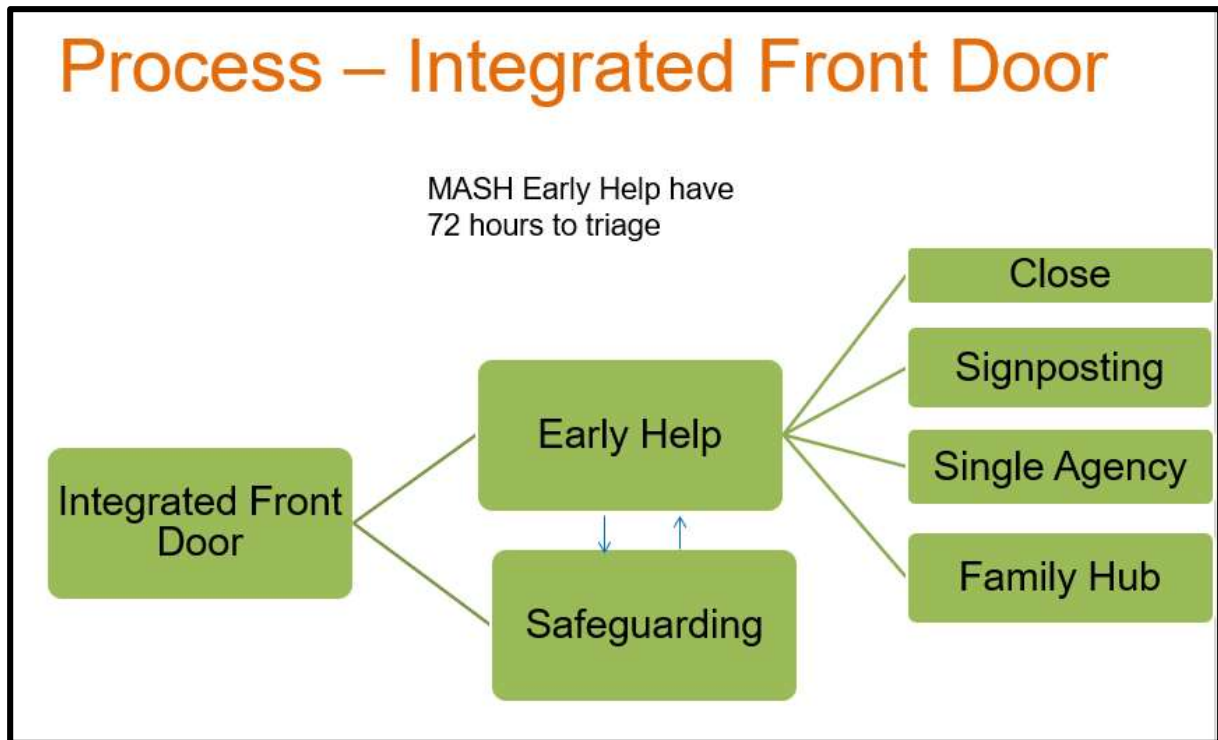 Process – Integrated Front Door
MASH Early Help have
72 hours to triage
Integrated Front
Door
Early Help
Safeguarding
Close
Signposting
Single Agency
Family Hub